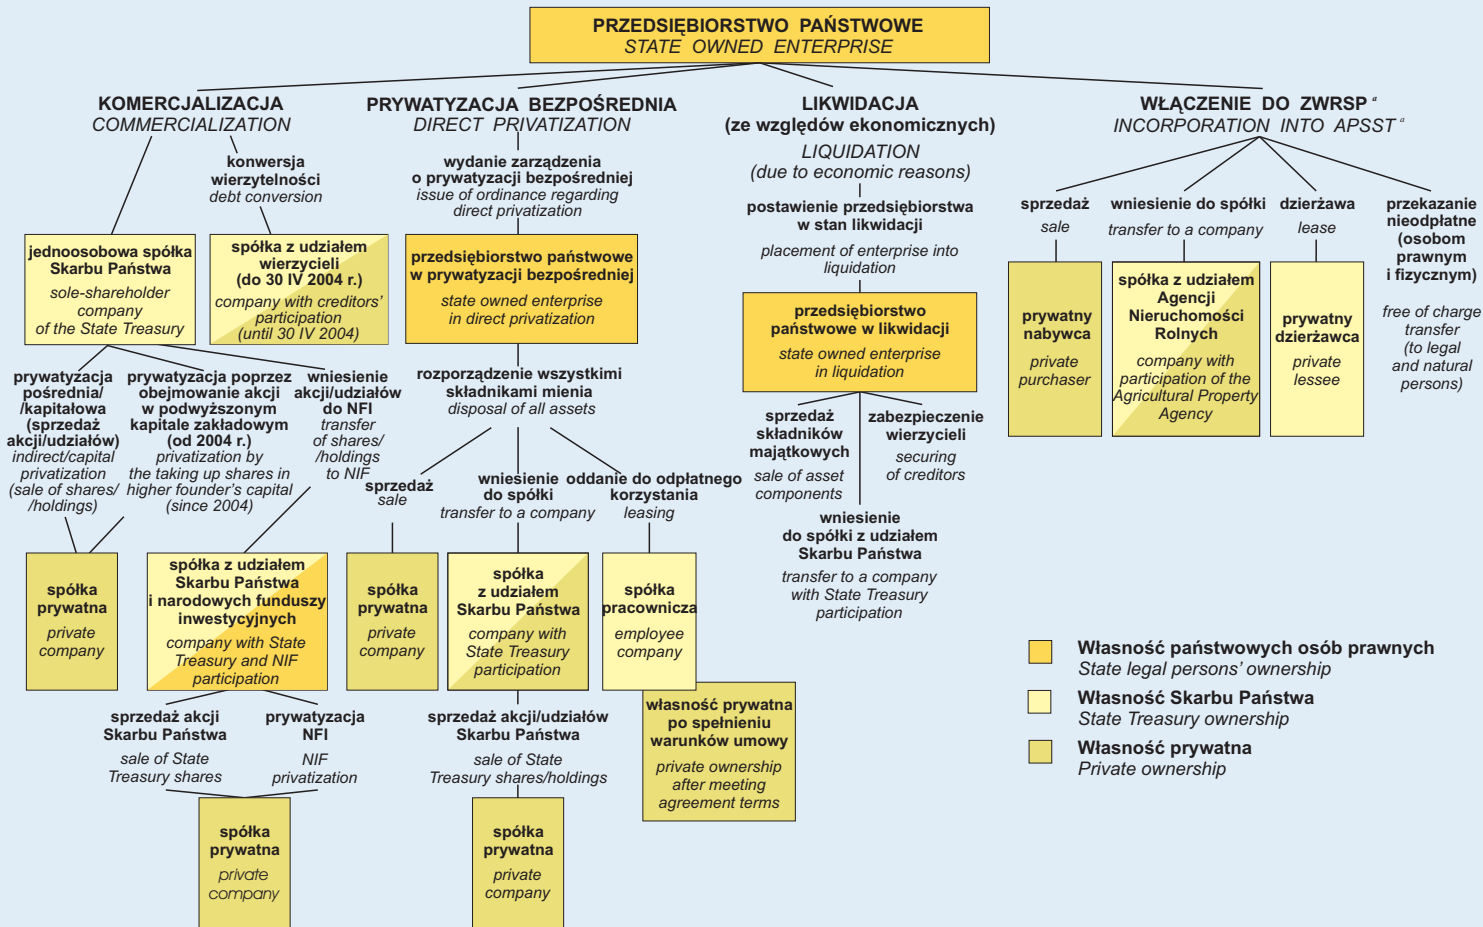 PRZEDSIĘBIORSTWO PAŃSTWOWE
STATE OWNED ENTERPRISE
KOMERCJALIZACJA
COMMERCIALIZATION
konwersja
wierzytelności
debt conversion
jednoosobowa spółka
Skarbu Państwa
sole-shareholder
company
of the State Treasury
spółka z udziałem
wierzycieli
(do 30 IV 2004 r.)
company with creditors'
participation
(until 30 IV 2004)
prywatyzacja
pośrednia/
/kapitałowa
(sprzedaż
akcji/udziałów)
indirect/capital
privatization
(sale of shares/
/holdings)
prywatyzacja poprzez
obejmowanie akcji
w podwyższonym
kapitale zakładowym
(od 2004 r.)
privatization by
the taking up shares in
higher founder's capital
(since 2004)
wniesienie
akcji/udziałów
do NFI
transfer
of shares/
/holdings
to NIF
spółka
prywatna
private
company
spółka z udziałem
Skarbu Państwa
i narodowych funduszy
inwestycyjnych
company with State
Treasury and NIF
participation
sprzedaż akcji
Skarbu Państwa
sale of State
Treasury shares
prywatyzacja
NFI
NIF
privatization
spółka
prywatna
private
company
PRYWATYZACJA BEZPOŚREDNIA
DIRECT PRIVATIZATION
wydanie zarządzenia
o prywatyzacji bezpośredniej
issue of ordinance regarding
direct privatization
przedsiębiorstwo państwowe
w prywatyzacji bezpośredniej
state owned enterprise
in direct privatization
rozporządzenie wszystkimi
składnikami mienia
disposal of all assets
sprzedaż
sale
wniesienie
do spółki
transfer to a company
oddanie do odpłatnego
korzystania
leasing
spółka
prywatna
private
company
spółka
z udziałem
Skarbu Państwa
company with
State Treasury
participation
spółka
pracownicza
employee
company
sprzedaż akcji/udziałów
Skarbu Państwa
sale of State
Treasury shares/holdings
własność prywatna
po spełnieniu
warunków umowy
private ownership
after meeting
agreement terms
spółka
prywatna
private
company
LIKWIDACJA
(ze względów ekonomicznych)
LIQUIDATION
(due to economic reasons)
postawienie przedsiębiorstwa
w stan likwidacji
placement of enterprise into
liquidation
przedsiębiorstwo
państwowe w likwidacji
state owned enterprise
in liquidation
sprzedaż
składników
majątkowych
sale of asset
components
zabezpieczenie
wierzycieli
securing
of creditors
wniesienie
do spółki z udziałem
Skarbu Państwa
transfer to a company
with State Treasury
participation
WŁĄCZENIE DO ZWRSP a
INCORPORATION INTO APSST a
sprzedaż
sale
wniesienie do spółki
transfer to a company
dzierżawa
lease
przekazanie
nieodpłatne
(osobom
prawnym
i fizycznym)
free of charge
transfer
(to legal
and natural
persons)
prywatny
nabywca
private
purchaser
spółka z udziałem
Agencji
Nieruchomości
Rolnych
company with
participation of the
Agricultural Property
Agency
prywatny
dzierżawca
private
lessee
Własność państwowych osób prawnych
State legal persons' ownership
Własność Skarbu Państwa
State Treasury ownership
Własność prywatna
Private ownership